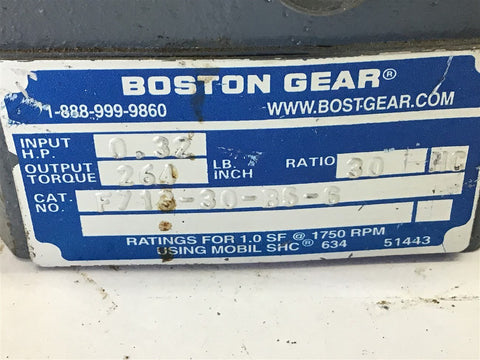 BOSTON GEAR®
1-888-999-9860 WWW.BOSTGEAR.COM
INPUT H.P. 0.32
OUTPUT TORQUE 264 LB. INCH RATIO 30
CAT. NO.
RATINGS FOR 1.0 SF @ 1750 RPM
USING MOBIL SHC® 634 51443